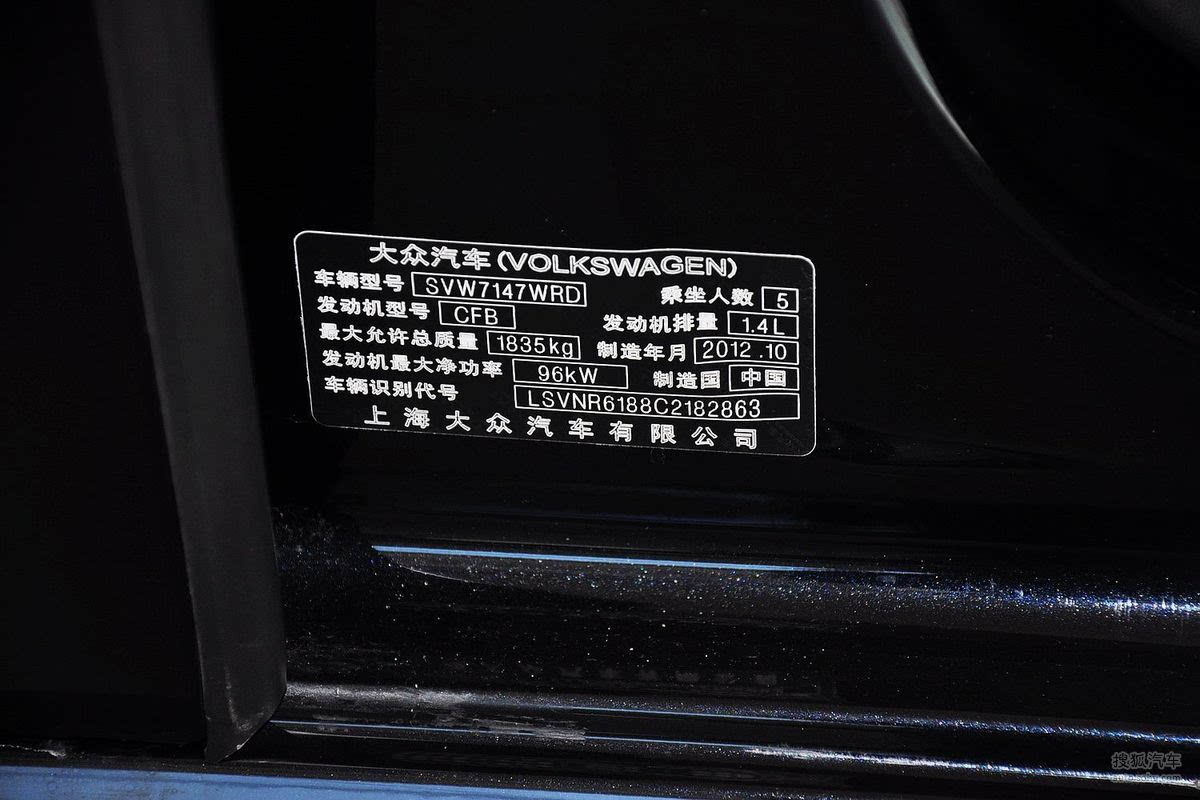 大众汽车(VOLKSWAGEN)
车辆型号 SVW7147WRD 乘坐人数 5
发动机型号 CFB 发动机排量 1.4L
最大允许总质量 1835kg 制造年月 2012.10
发动机最大净功率 96kW 制造国 中国
车辆识别代号 LSVNR6188C2182863
上海大众汽车有限公司
搜狐汽车